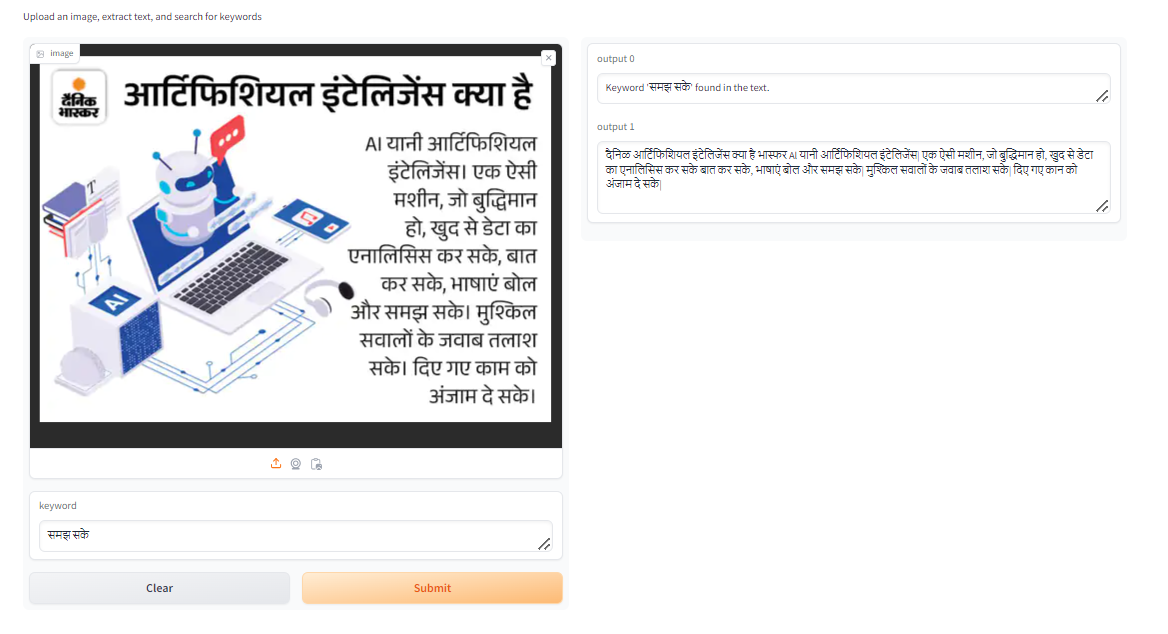 Upload an image, extract text, and search for keywords
image
दैनिक
भास्कर
आर्टिफिशियल इंटेलिजेंस क्या है
AI यानी आर्टिफिशियल
इंटेलिजेंस। एक ऐसी
मशीन, जो बुद्धिमान
हो, खुद से डेटा का
एनालिसिस कर सके, बात
कर सके, भाषाएं बोल
और समझ सके। मुश्किल
सवालों के जवाब तलाश
सके। दिए गए काम को
अंजाम दे सके।
T
AI
keyword
समझ सके
Clear
Submit
output 0
Keyword 'समझ सके' found in the text.
output 1
दैनिळ आर्टिफिशियल इंटेलिजेंस क्या है भास्फर AI यानी आर्टिफिशियल इंटेलिजेंस| एक ऐसी मशीन, जो बुद्धिमान हो, खुद से डेटा
का एनालिसिस कर सके बात कर सके, भाषाएं बोल और समझ सके| मुश्किल सवालों के जवाब तलाश सके| दिए गए कान को
अंजाम दे सके|